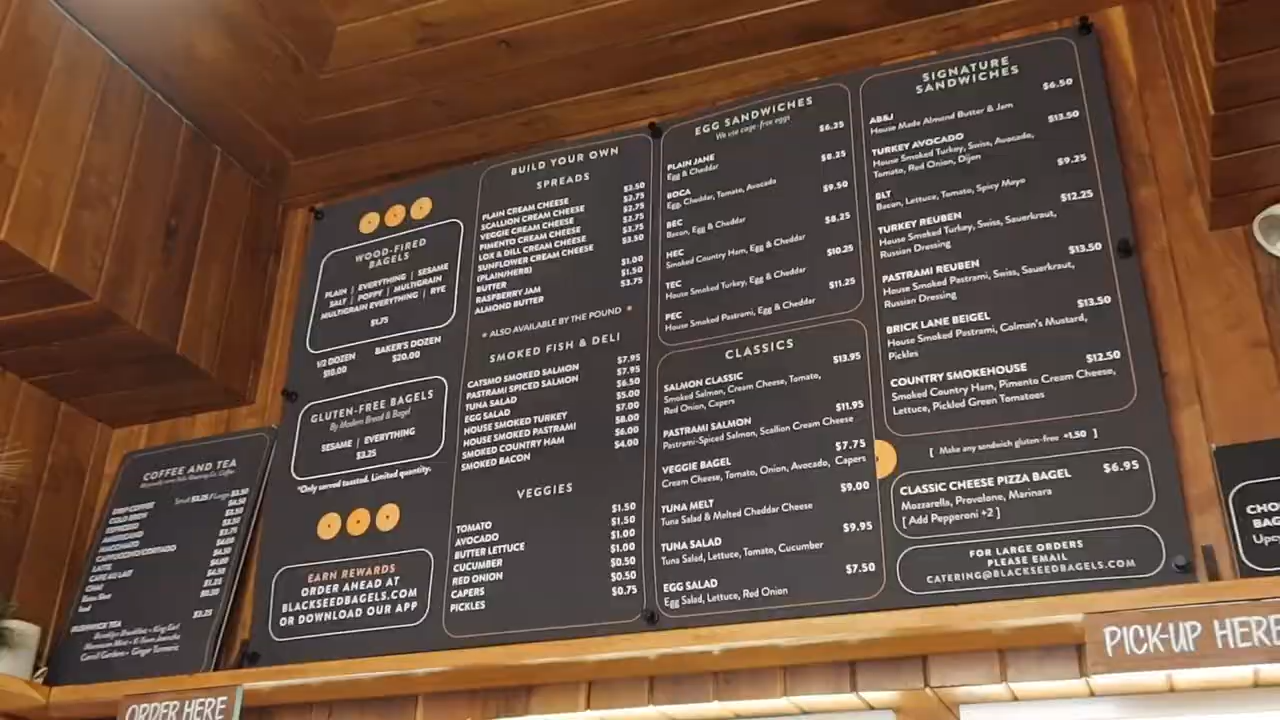 WOOD-FIRED
BAGELS
PLAIN | EVERYTHING | SESAME
SALT | POPPY | MULTIGRAIN
MULTIGRAIN EVERYTHING | RYE
$1.75
1/2 DOZEN
$10.00
BAKER'S DOZEN
$20.00
GLUTEN-FREE BAGELS
By Modern Bread & Bagel
SESAME | EVERYTHING
$3.25
*Only served toasted. Limited quantity.
EARN REWARDS
ORDER AHEAD AT
BLACKSEEDBAGELS.COM
OR DOWNLOAD OUR APP
BUILD YOUR OWN
SPREADS
PLAIN CREAM CHEESE
SCALLION CREAM CHEESE
VEGGIE CREAM CHEESE
PIMENTO CREAM CHEESE
LOX & DILL CREAM CHEESE
SUNFLOWER CREAM CHEESE
(PLAIN/HERB)
BUTTER
RASPBERRY JAM
ALMOND BUTTER
$2.75
$2.75
$3.50
$1.00
$1.50
$3.75
* ALSO AVAILABLE BY THE POUND *
SMOKED FISH & DELI
CATSMO SMOKED SALMON $7.95
PASTRAMI SPICED SALMON $7.95
TUNA SALAD $6.50
EGG SALAD $5.00
HOUSE SMOKED TURKEY $7.00
HOUSE SMOKED PASTRAMI $8.00
SMOKED COUNTRY HAM $6.00
SMOKED BACON $4.00
VEGGIES
TOMATO $1.50
AVOCADO $1.50
BUTTER LETTUCE $1.00
CUCUMBER $1.00
RED ONION $0.50
CAPERS $0.50
PICKLES $0.75
EGG SANDWICHES
We use cage-free eggs
PLAIN JANE $6.25
Egg & Cheddar
BOCA $8.25
Egg, Cheddar, Tomato, Avocado
BEC $9.50
Bacon, Egg & Cheddar
HEC $8.25
Smoked Country Ham, Egg & Cheddar
TEC $10.25
House Smoked Turkey, Egg & Cheddar
PEC $11.25
House Smoked Pastrami, Egg & Cheddar
CLASSICS
SALMON CLASSIC $13.95
Smoked Salmon, Cream Cheese, Tomato,
Red Onion, Capers
PASTRAMI SALMON $11.95
Pastrami-Spiced Salmon, Scallion Cream Cheese
VEGGIE BAGEL $7.75
Cream Cheese, Tomato, Onion, Avocado, Capers
TUNA MELT $9.00
Tuna Salad & Melted Cheddar Cheese
TUNA SALAD $9.95
Tuna Salad, Lettuce, Tomato, Cucumber
EGG SALAD $7.50
Egg Salad, Lettuce, Red Onion
SIGNATURE
SANDWICHES
AB&J $6.50
House Made Almond Butter & Jam
TURKEY AVOCADO $13.50
House Smoked Turkey, Swiss, Avocado,
Tomato, Red Onion, Dijon
BLT $9.25
Bacon, Lettuce, Tomato, Spicy Mayo
TURKEY REUBEN $12.25
House Smoked Turkey, Swiss, Sauerkraut,
Russian Dressing
PASTRAMI REUBEN $13.50
House Smoked Pastrami, Swiss, Sauerkraut,
Russian Dressing
BRICK LANE BEIGEL $13.50
House Smoked Pastrami, Colman's Mustard,
Pickles
COUNTRY SMOKEHOUSE $12.50
Smoked Country Ham, Pimento Cream Cheese,
Lettuce, Pickled Green Tomatoes
[ Make any sandwich gluten-free +1.50 ]
CLASSIC CHEESE PIZZA BAGEL $6.95
Mozzarella, Provelone, Marinara
[ Add Pepperoni +2 ]
FOR LARGE ORDERS
PLEASE EMAIL
CATERING@BLACKSEEDBAGELS.COM
COFFEE AND TEA
COLD BREW
ESPRESSO
LATTE
CAFE AU LAIT
$3.25
ORDER HERE
PICK-UP HERE